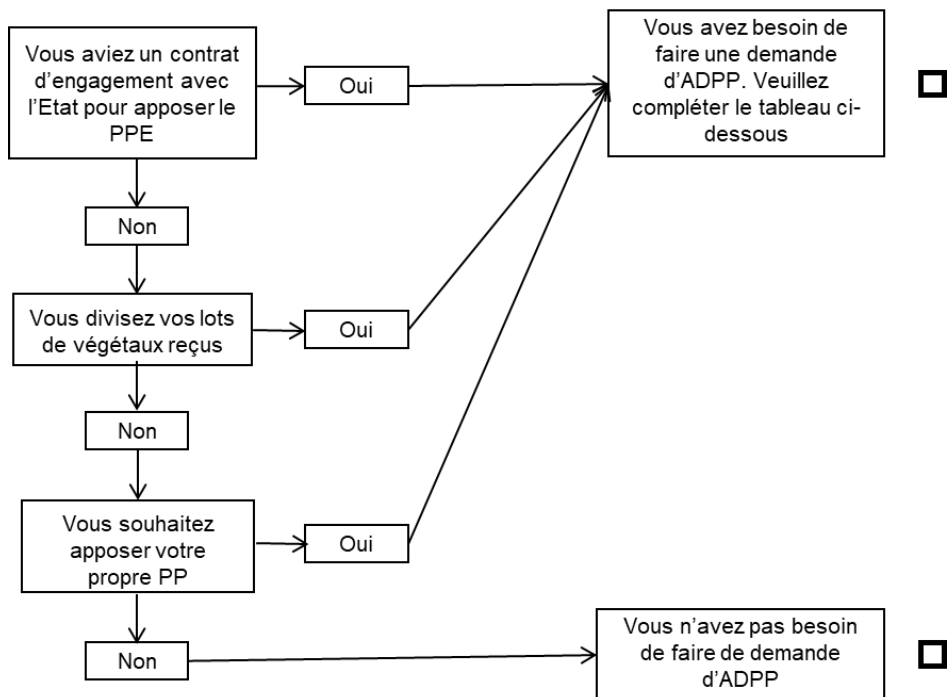 Vous aviez un contrat
d'engagement avec
l'Etat pour apposer le
PPE
Oui
Vous avez besoin de
faire une demande
d'ADPP. Veuillez
compléter le tableau ci-
dessous
Non
Vous divisez vos lots
de végétaux reçus
Oui
Non
Vous souhaitez
apposer votre
propre PP
Oui
Non
Vous n'avez pas besoin
de faire de demande
d'ADPP